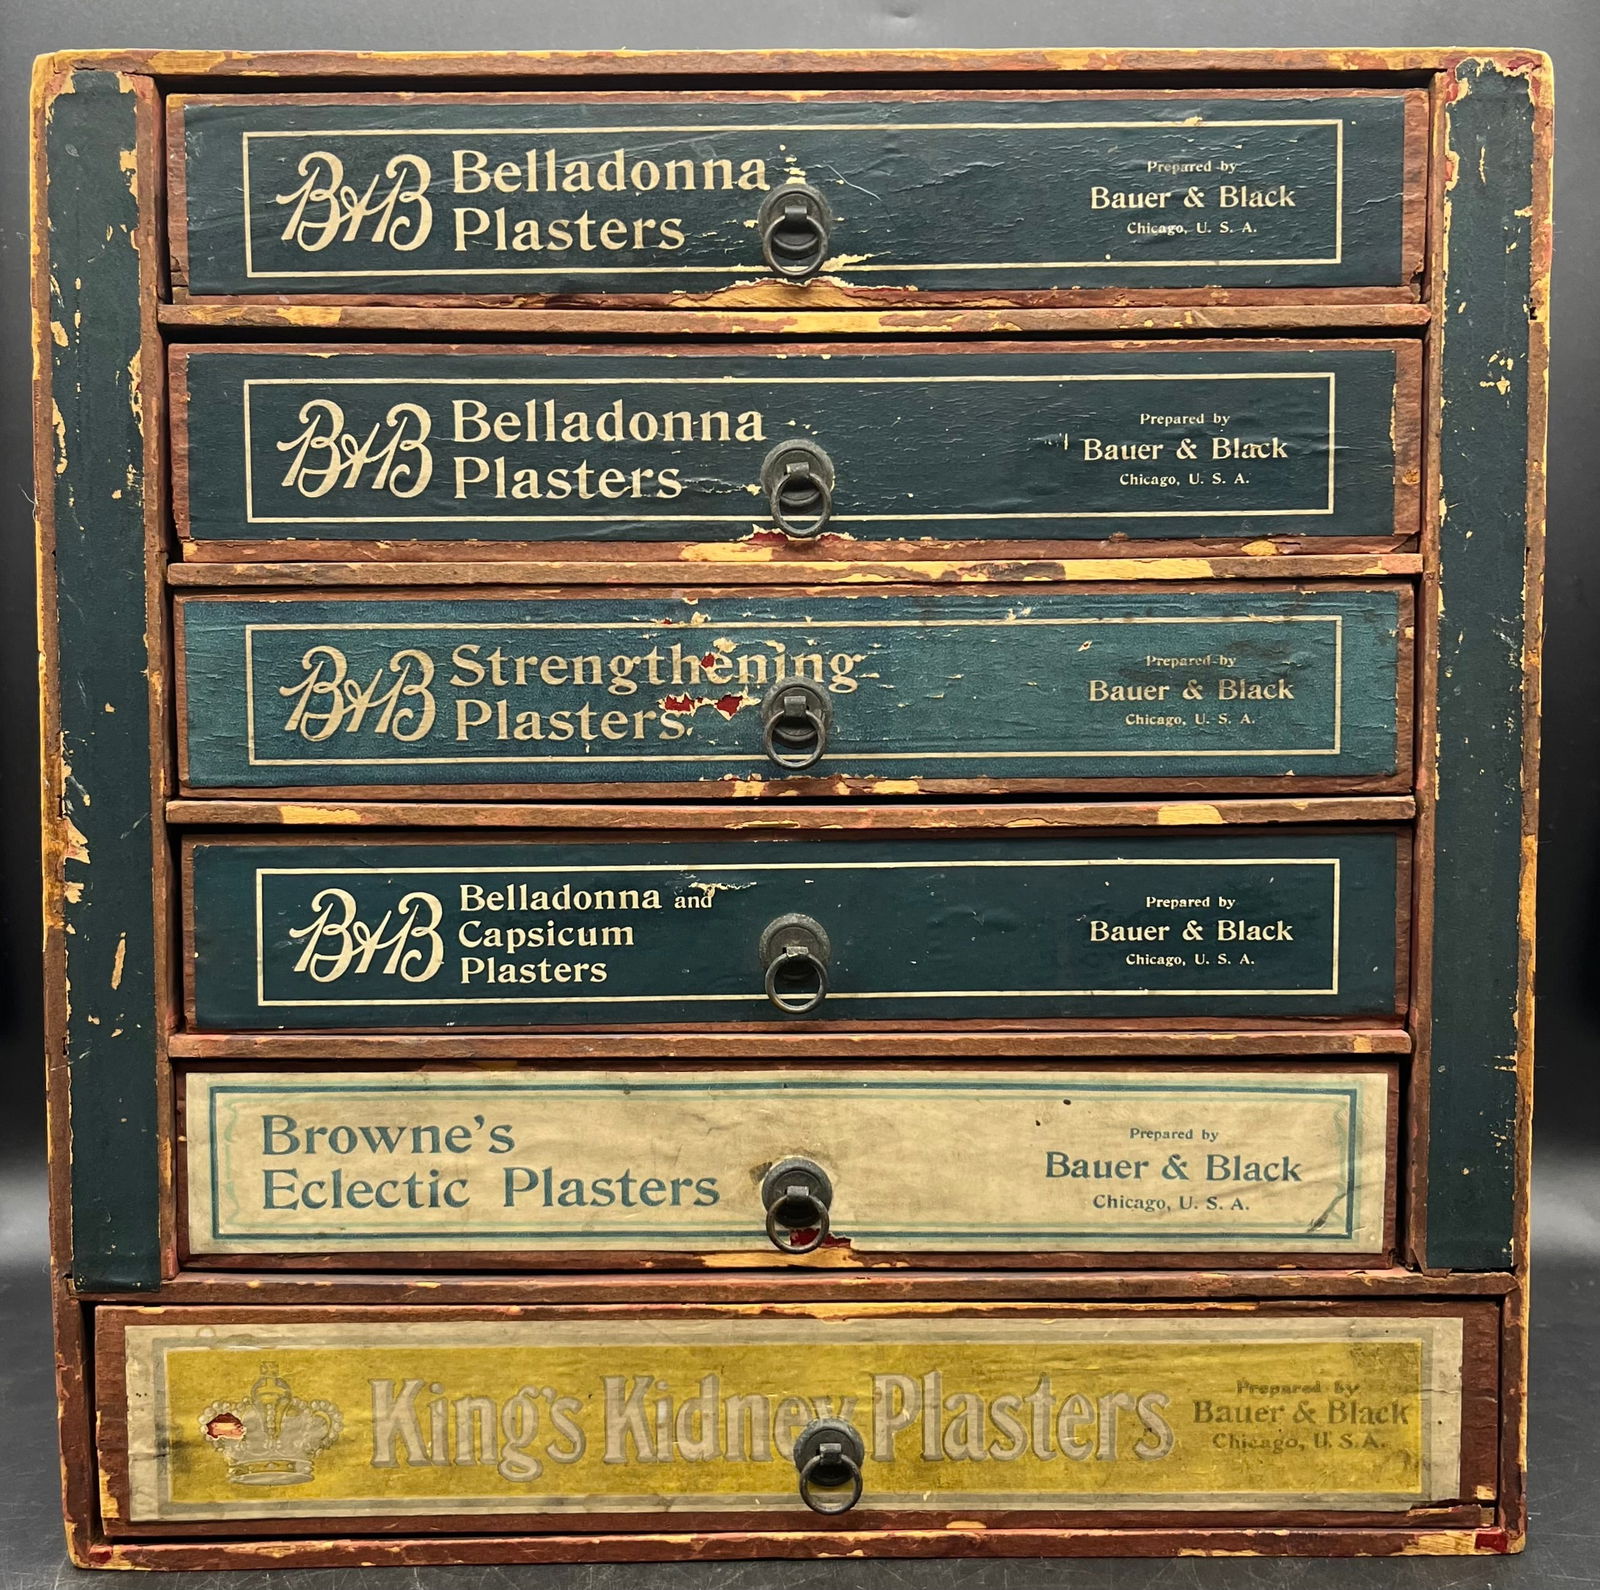 B&B Belladonna
Plasters
Prepared by
Bauer & Black
Chicago, U. S. A.
B&B Belladonna
Plasters
Prepared by
Bauer & Black
Chicago, U. S. A.
B&B Strengthening
Plasters
Prepared by
Bauer & Black
Chicago, U. S. A.
B&B Belladonna and
Capsicum
Plasters
Prepared by
Bauer & Black
Chicago, U. S. A.
Browne's
Eclectic Plasters
Prepared by
Bauer & Black
Chicago, U. S. A.
King's Kidney Plasters
Prepared by
Bauer & Black
Chicago, U. S. A.